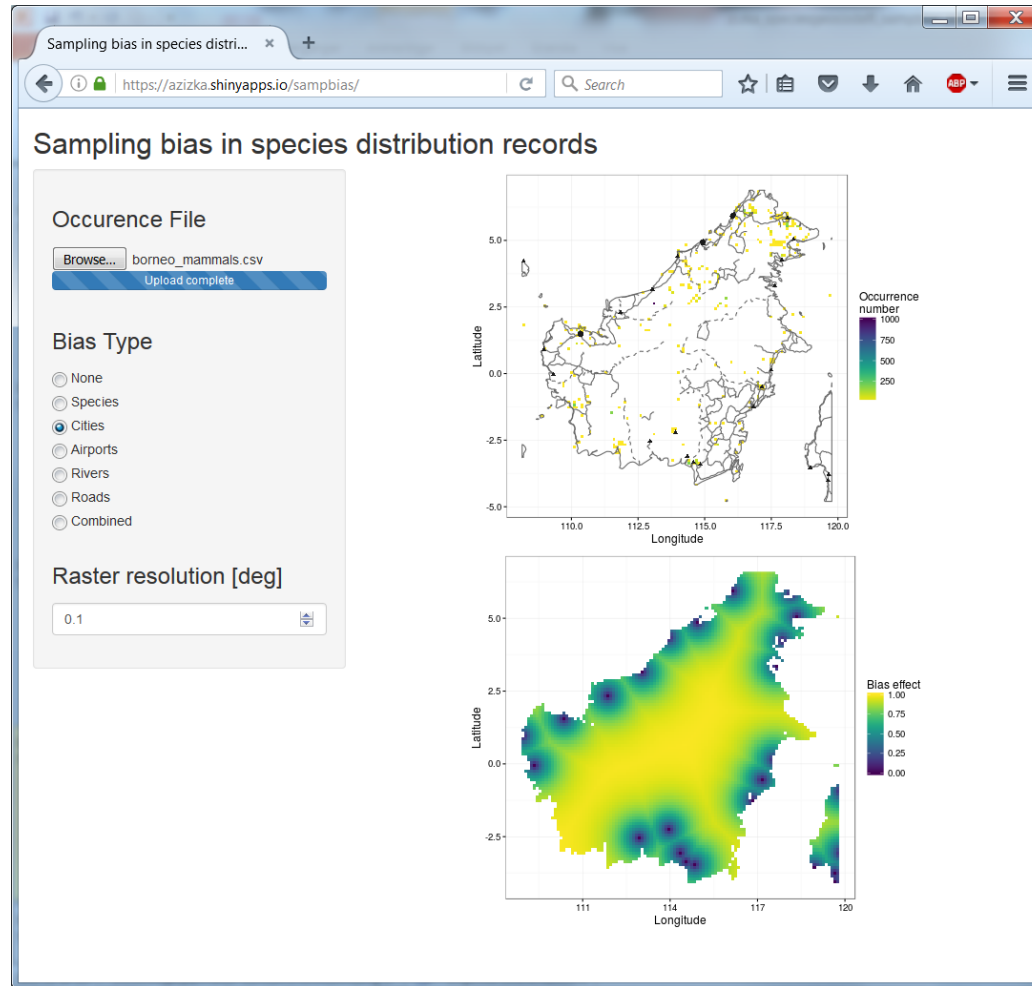 Sampling bias in species distri...
https://azizka.shinyapps.io/sampbias/
Search
ABP
Sampling bias in species distribution records
Occurence File
Browse... borneo_mammals.csv
Upload complete
Bias Type
None
Species
Cities
Airports
Rivers
Roads
Combined
Raster resolution [deg]
0.1
5.0
2.5
0.0
-2.5
-5.0
Latitude
110.0 112.5 115.0 117.5 120.0
Longitude
Occurrence
number
1000
750
500
250
5.0
2.5
0.0
-2.5
Latitude
111 114 117 120
Longitude
Bias effect
1.00
0.75
0.50
0.25
0.00